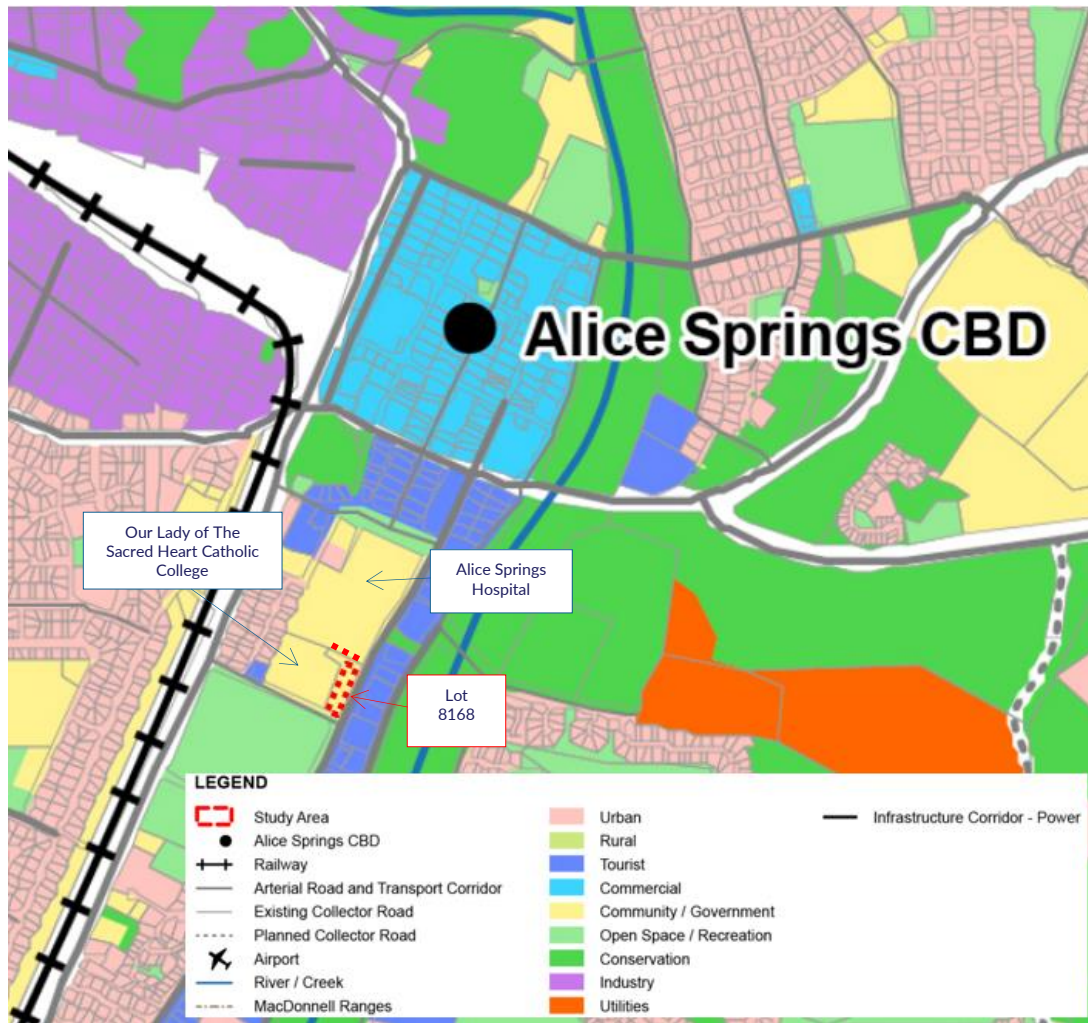 Alice Springs CBD
Our Lady of The
Sacred Heart Catholic
College
Alice Springs
Hospital
Lot
8168
LEGEND
Study Area
Alice Springs CBD
Railway
Arterial Road and Transport Corridor
Existing Collector Road
Planned Collector Road
Airport
River / Creek
MacDonnell Ranges
Urban
Rural
Tourist
Commercial
Community / Government
Open Space / Recreation
Conservation
Industry
Utilities
Infrastructure Corridor - Power